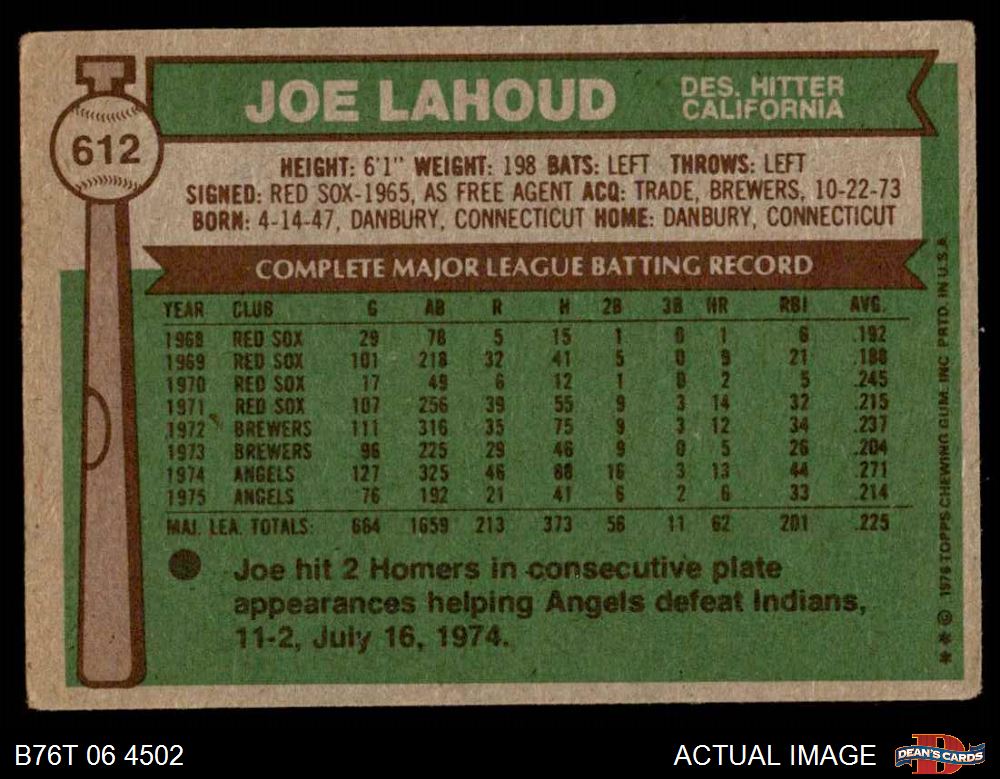 612
JOE LAHOUD
DES. HITTER
CALIFORNIA
HEIGHT: 6'1" WEIGHT: 198 BATS: LEFT THROWS: LEFT
SIGNED: RED SOX-1965, AS FREE AGENT ACQ: TRADE, BREWERS, 10-22-73
BORN: 4-14-47, DANBURY, CONNECTICUT HOME: DANBURY, CONNECTICUT
COMPLETE MAJOR LEAGUE BATTING RECORD
YEAR CLUB G AB R H 2B 3B HR RBI AVG.
1968 RED SOX 29 78 5 15 1 0 1 6 .192
1969 RED SOX 101 218 32 41 5 0 9 21 .188
1970 RED SOX 17 49 6 12 1 0 2 5 .245
1971 RED SOX 107 256 39 55 9 3 14 32 .215
1972 BREWERS 111 316 35 75 9 3 12 34 .237
1973 BREWERS 96 225 29 46 9 0 5 26 .204
1974 ANGELS 127 325 46 88 16 3 13 44 .271
1975 ANGELS 76 192 21 41 6 2 6 33 .214
MAJ. LEA. TOTALS: 664 1659 213 373 56 11 62 201 .225
Joe hit 2 Homers in consecutive plate
appearances helping Angels defeat Indians,
11-2, July 16, 1974.
** © 1976 TOPPS CHEWING GUM. INC PRTD. IN U.S.A.
B76T 06 4502
ACTUAL IMAGE
DEAN'S CARDS